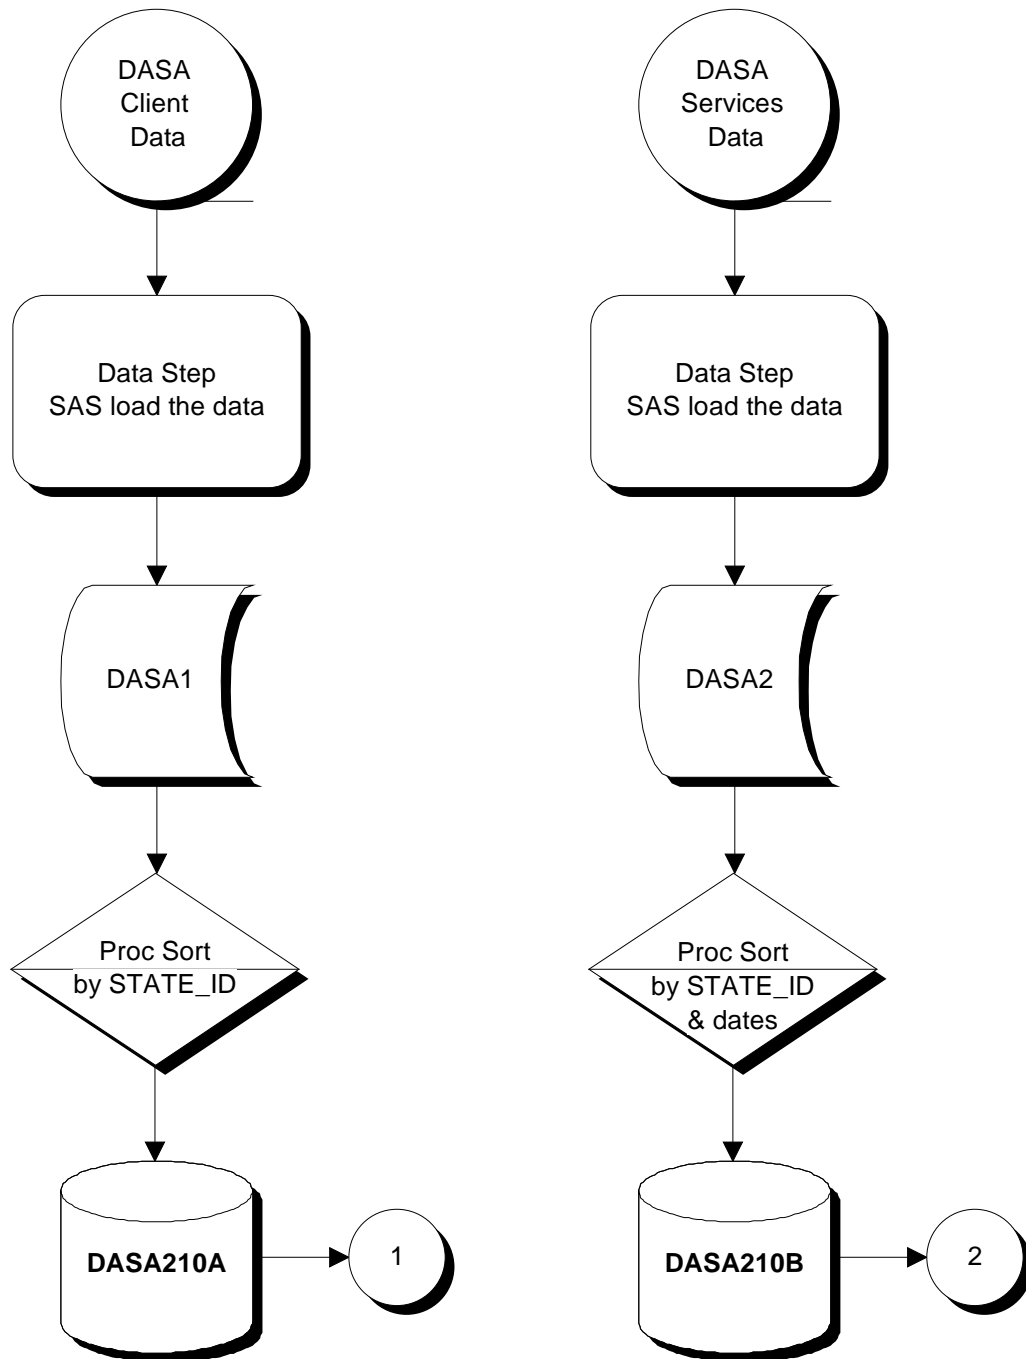 DASA
Client
Data
DASA
Services
Data
Data Step
SAS load the data
Data Step
SAS load the data
DASA1
DASA2
Proc Sort
by STATE_ID
Proc Sort
by STATE_ID
& dates
DASA210A
1
DASA210B
2